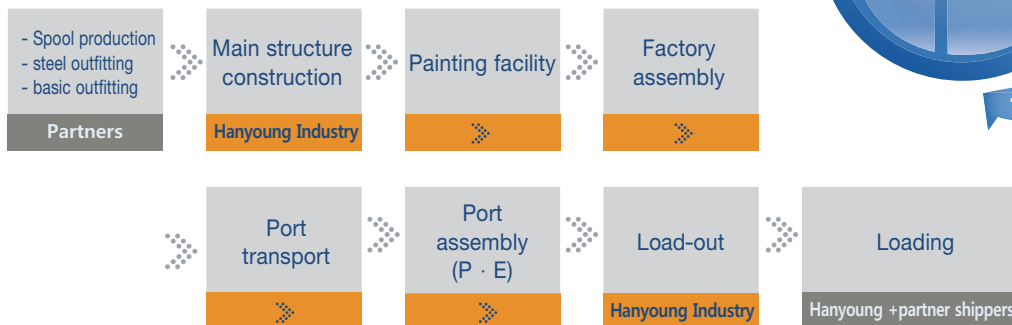 - Spool production
- steel outfitting
- basic outfitting
Partners
Main structure
construction
Hanyoung Industry
Painting facility
Factory
assembly
Port
transport
Port
assembly
(P · E)
Load-out
Hanyoung Industry
Loading
Hanyoung +partner shippers